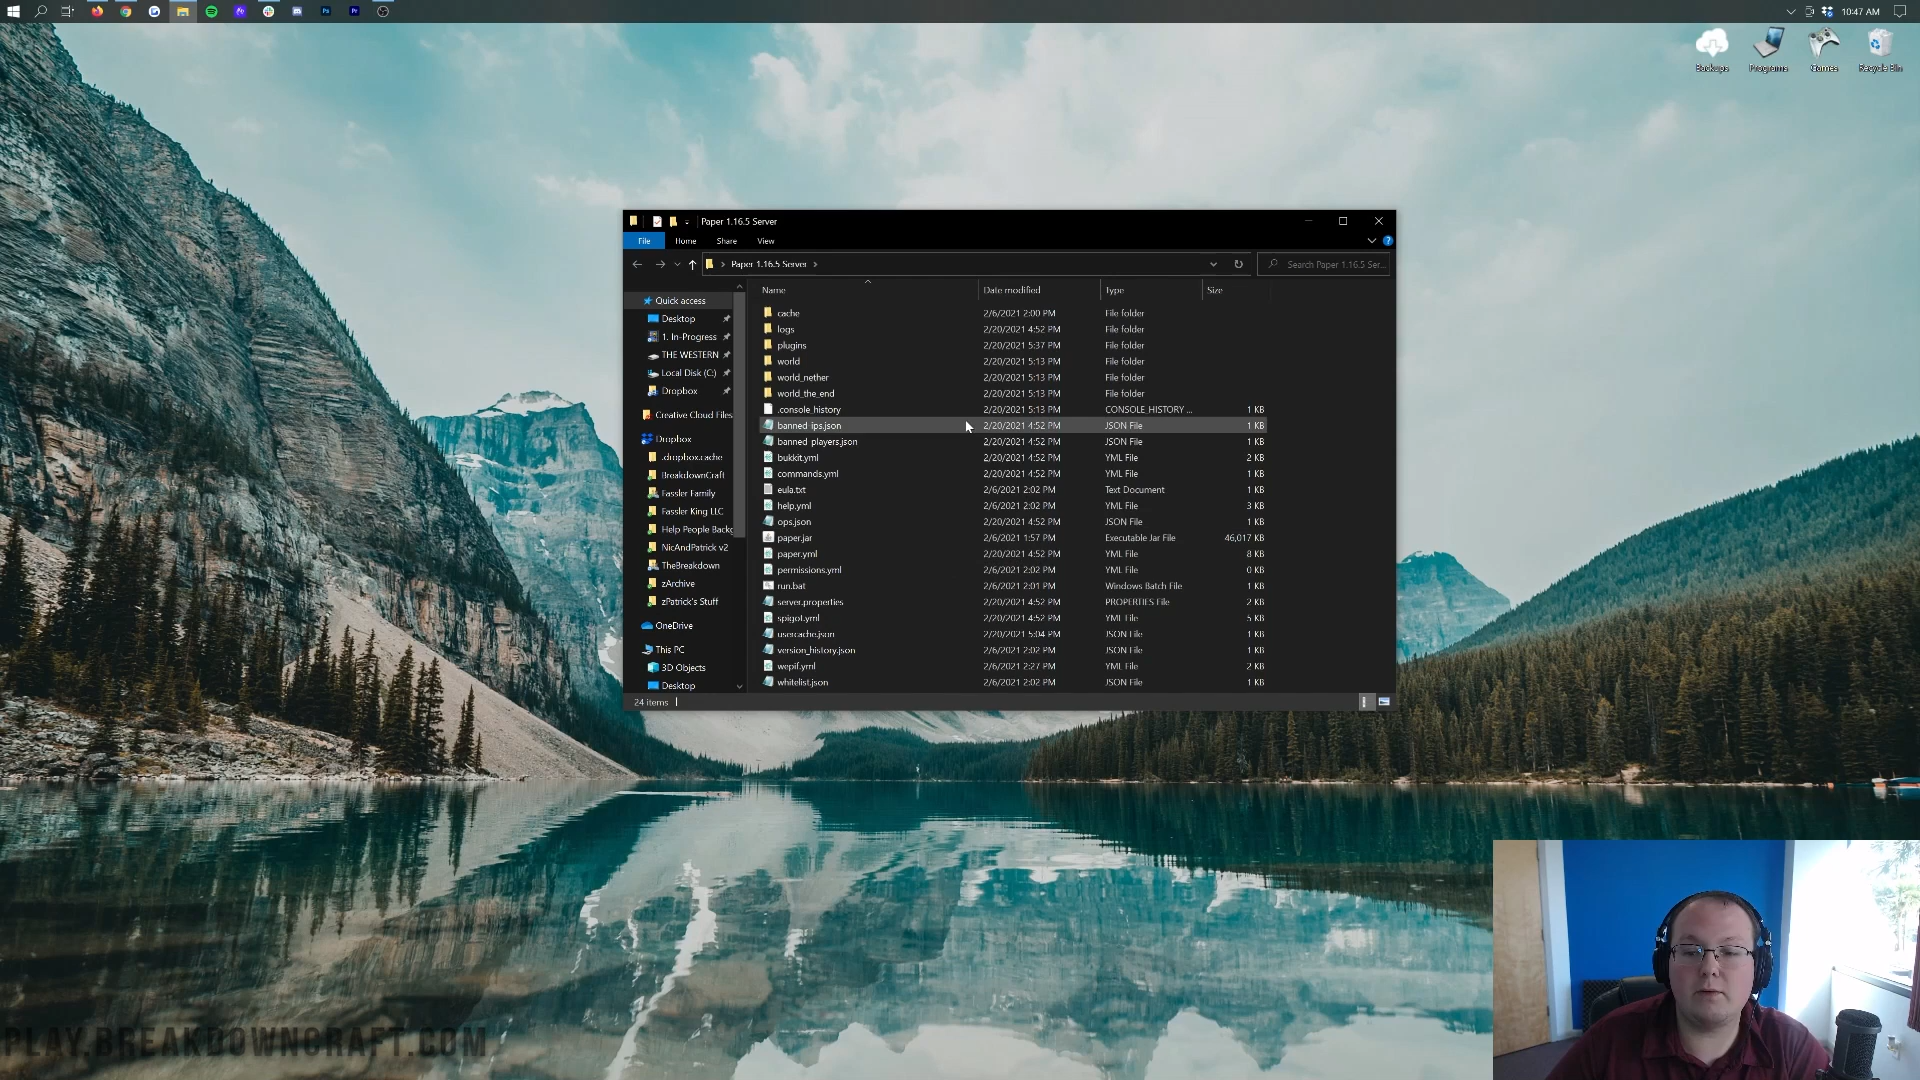 10:47 AM
Backups
Programs
Games
Recycle Bin
Paper 1.16.5 Server
File
Home
Share
View
Paper 1.16.5 Server
Search Paper 1.16.5 Ser...
Name
Date modified
Type
Size
Quick access
Desktop
1. In-Progress
THE WESTERN
Local Disk (C:)
Dropbox
Creative Cloud Files
Dropbox
.dropbox.cache
BreakdownCraft
Fassler Family
Fassler King LLC
Help People Backg
NicAndPatrick v2
TheBreakdown
zArchive
zPatrick's Stuff
OneDrive
This PC
3D Objects
Desktop
cache 2/6/2021 2:00 PM File folder
logs 2/20/2021 4:52 PM File folder
plugins 2/20/2021 5:37 PM File folder
world 2/20/2021 5:13 PM File folder
world_nether 2/20/2021 5:13 PM File folder
world_the_end 2/20/2021 5:13 PM File folder
.console_history 2/20/2021 5:13 PM CONSOLE_HISTORY ... 1 KB
banned-ips.json 2/20/2021 4:52 PM JSON File 1 KB
banned-players.json 2/20/2021 4:52 PM JSON File 1 KB
bukkit.yml 2/20/2021 4:52 PM YML File 2 KB
commands.yml 2/20/2021 4:52 PM YML File 1 KB
eula.txt 2/6/2021 2:02 PM Text Document 1 KB
help.yml 2/6/2021 2:02 PM YML File 3 KB
ops.json 2/20/2021 4:52 PM JSON File 1 KB
paper.jar 2/6/2021 1:57 PM Executable Jar File 46,017 KB
paper.yml 2/20/2021 4:52 PM YML File 8 KB
permissions.yml 2/6/2021 2:02 PM YML File 0 KB
run.bat 2/6/2021 2:01 PM Windows Batch File 1 KB
server.properties 2/20/2021 4:52 PM PROPERTIES File 2 KB
spigot.yml 2/20/2021 4:52 PM YML File 5 KB
usercache.json 2/20/2021 5:04 PM JSON File 1 KB
version_history.json 2/6/2021 2:02 PM JSON File 1 KB
wepif.yml 2/6/2021 2:27 PM YML File 2 KB
whitelist.json 2/6/2021 2:02 PM JSON File 1 KB
24 items
PLAY.BREAKDOWNCRAFT.COM